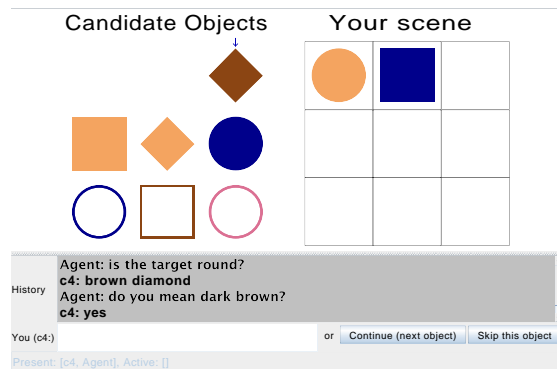 Candidate Objects
Your scene
↓
Agent: is the target round?
c4: brown diamond
Agent: do you mean dark brown?
c4: yes
History
You (c4:)
or
Continue (next object)
Skip this object
Present: [c4, Agent], Active: []